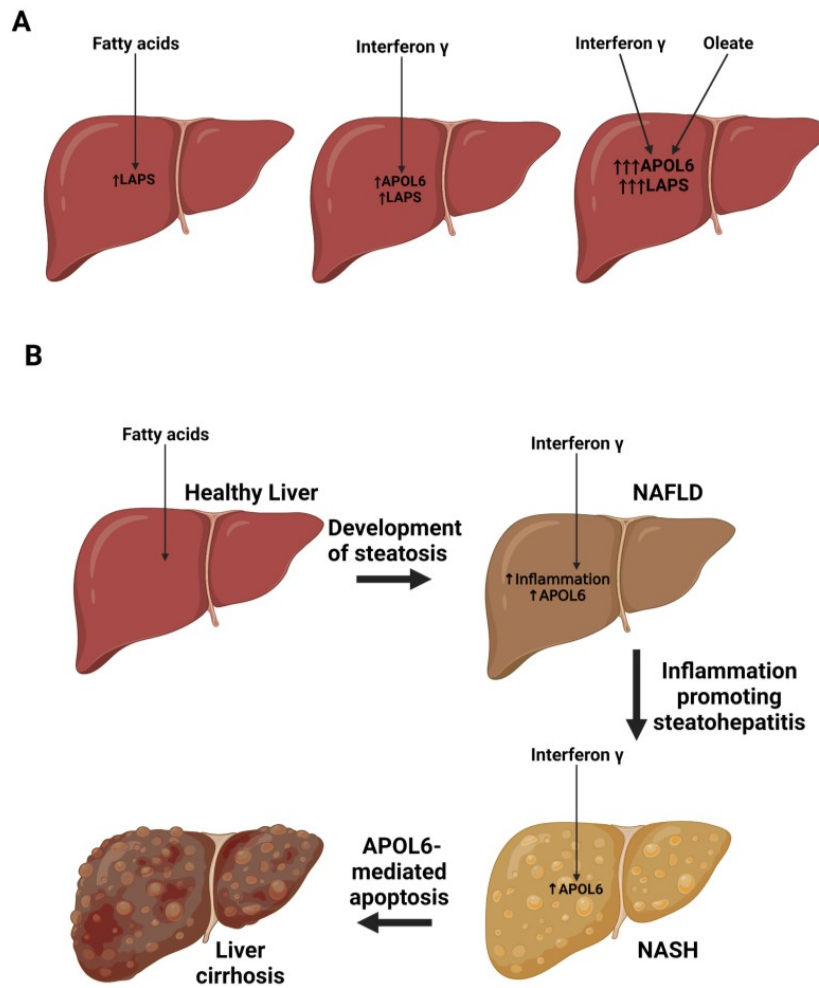 A
Fatty acids
↑LAPS
Interferon γ
↑APOL6
↑LAPS
Interferon γ
Oleate
↑↑↑APOL6
↑↑↑LAPS
B
Fatty acids
Healthy Liver
Development
of steatosis
Interferon γ
NAFLD
↑Inflammation
↑APOL6
Inflammation
promoting
steatohepatitis
Interferon γ
↑APOL6
NASH
APOL6-
mediated
apoptosis
Liver
cirrhosis